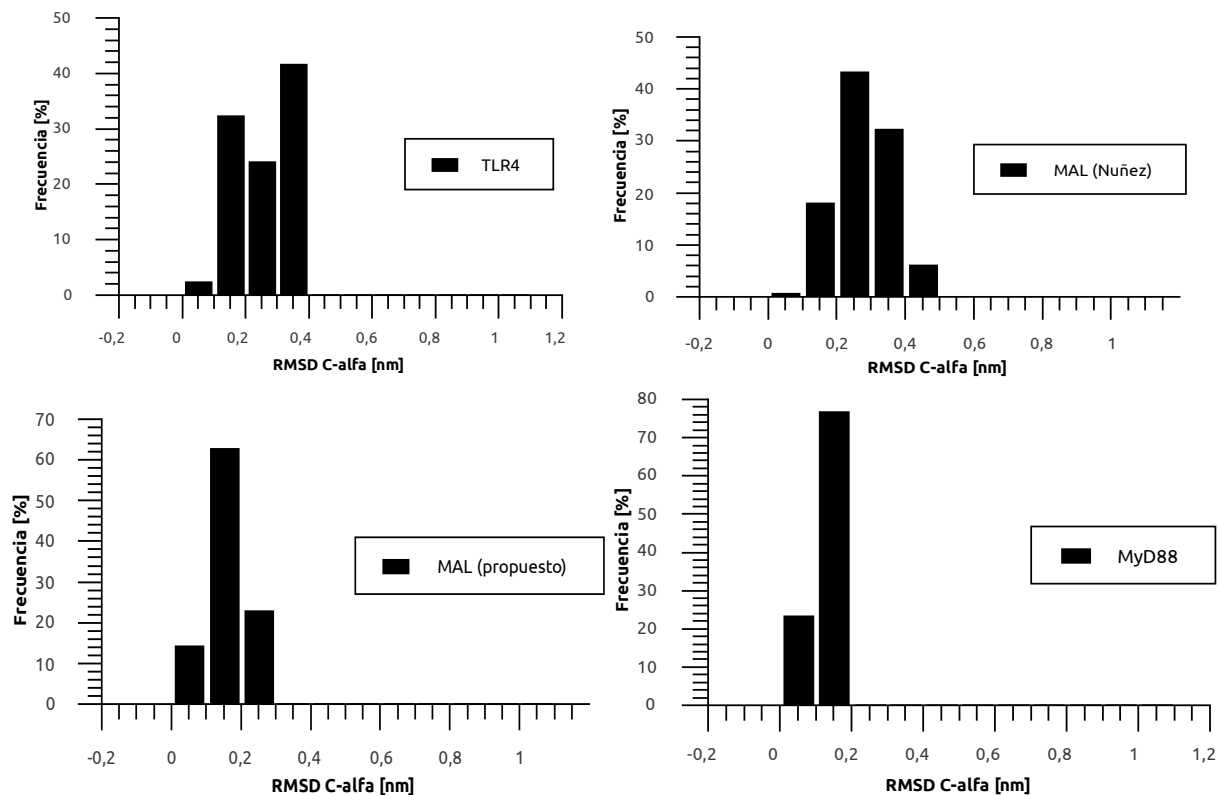 50
40
30
20
10
0
Frecuencia [%]
TLR4
-0,2 0 0,2 0,4 0,6 0,8 1 1,2
RMSD C-alfa [nm]
50
40
30
20
10
0
Frecuencia [%]
MAL (Nuñez)
-0,2 0 0,2 0,4 0,6 0,8 1
RMSD C-alfa [nm]
70
60
50
40
30
20
10
0
Frecuencia [%]
MAL (propuesto)
-0,2 0 0,2 0,4 0,6 0,8 1
RMSD C-alfa [nm]
80
70
60
50
40
30
20
10
0
Frecuencia [%]
MyD88
-0,2 0 0,2 0,4 0,6 0,8 1 1,2
RMSD C-alfa [nm]